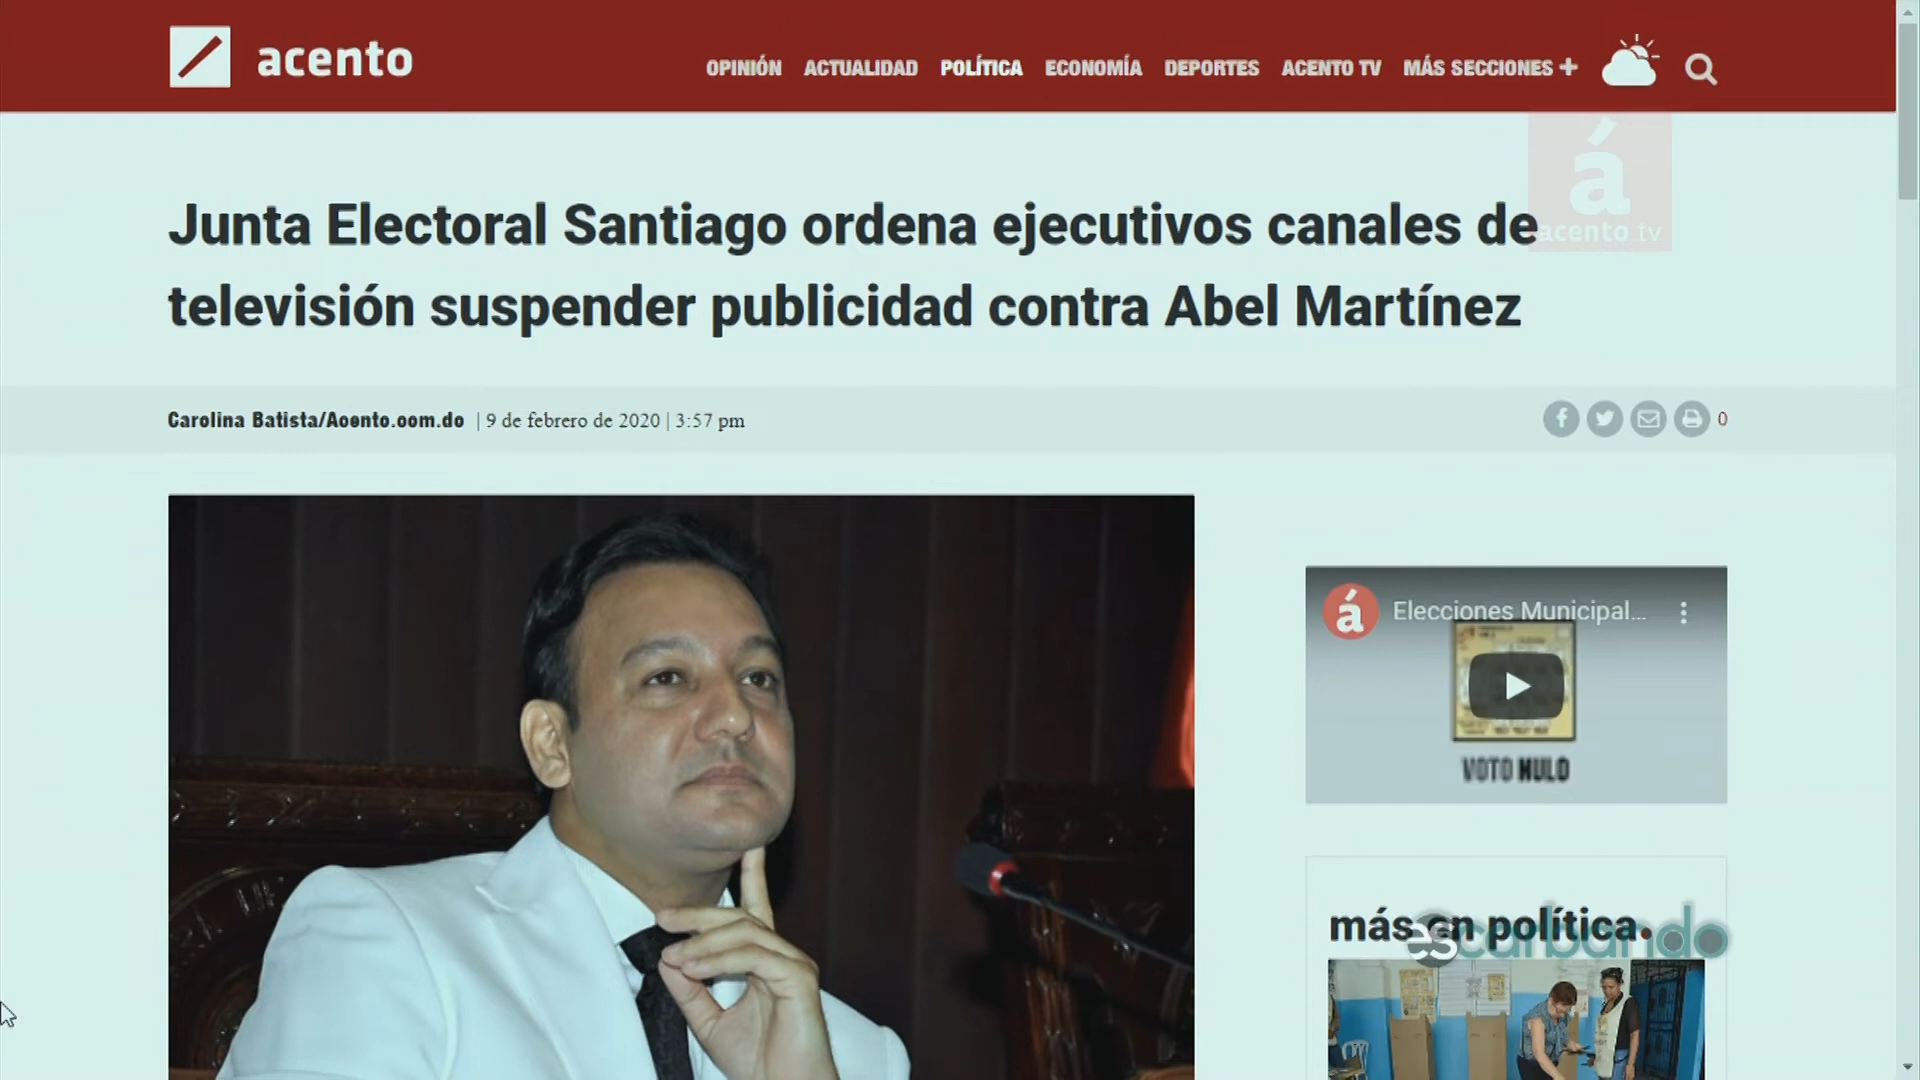 acento
OPINIÓN ACTUALIDAD POLÍTICA ECONOMÍA DEPORTES ACENTO TV MÁS SECCIONES +
á
acento tv
Junta Electoral Santiago ordena ejecutivos canales de
televisión suspender publicidad contra Abel Martínez
Carolina Batista/Acento.com.do | 9 de febrero de 2020 | 3:57 pm
0
á Elecciones Municipal...
VOTO NULO
más en política.
escarbando